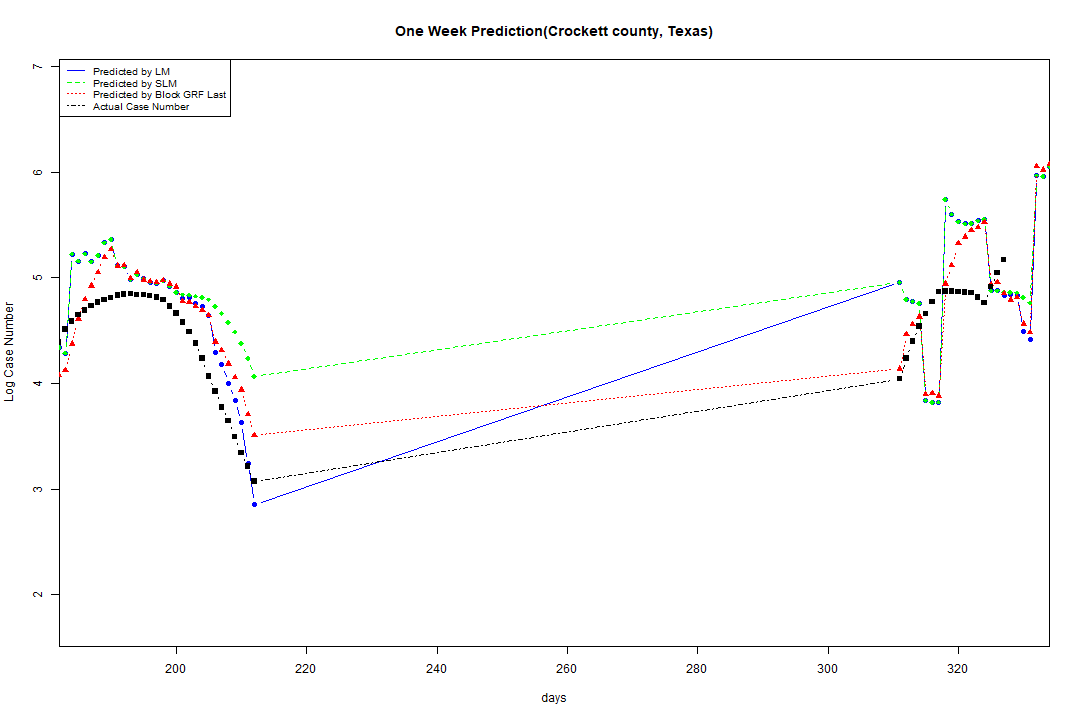 One Week Prediction(Crockett county, Texas)
Predicted by LM
Predicted by SLM
Predicted by Block GRF Last
Actual Case Number
7
6
5
4
3
2
Log Case Number
200 220 240 260 280 300 320
days